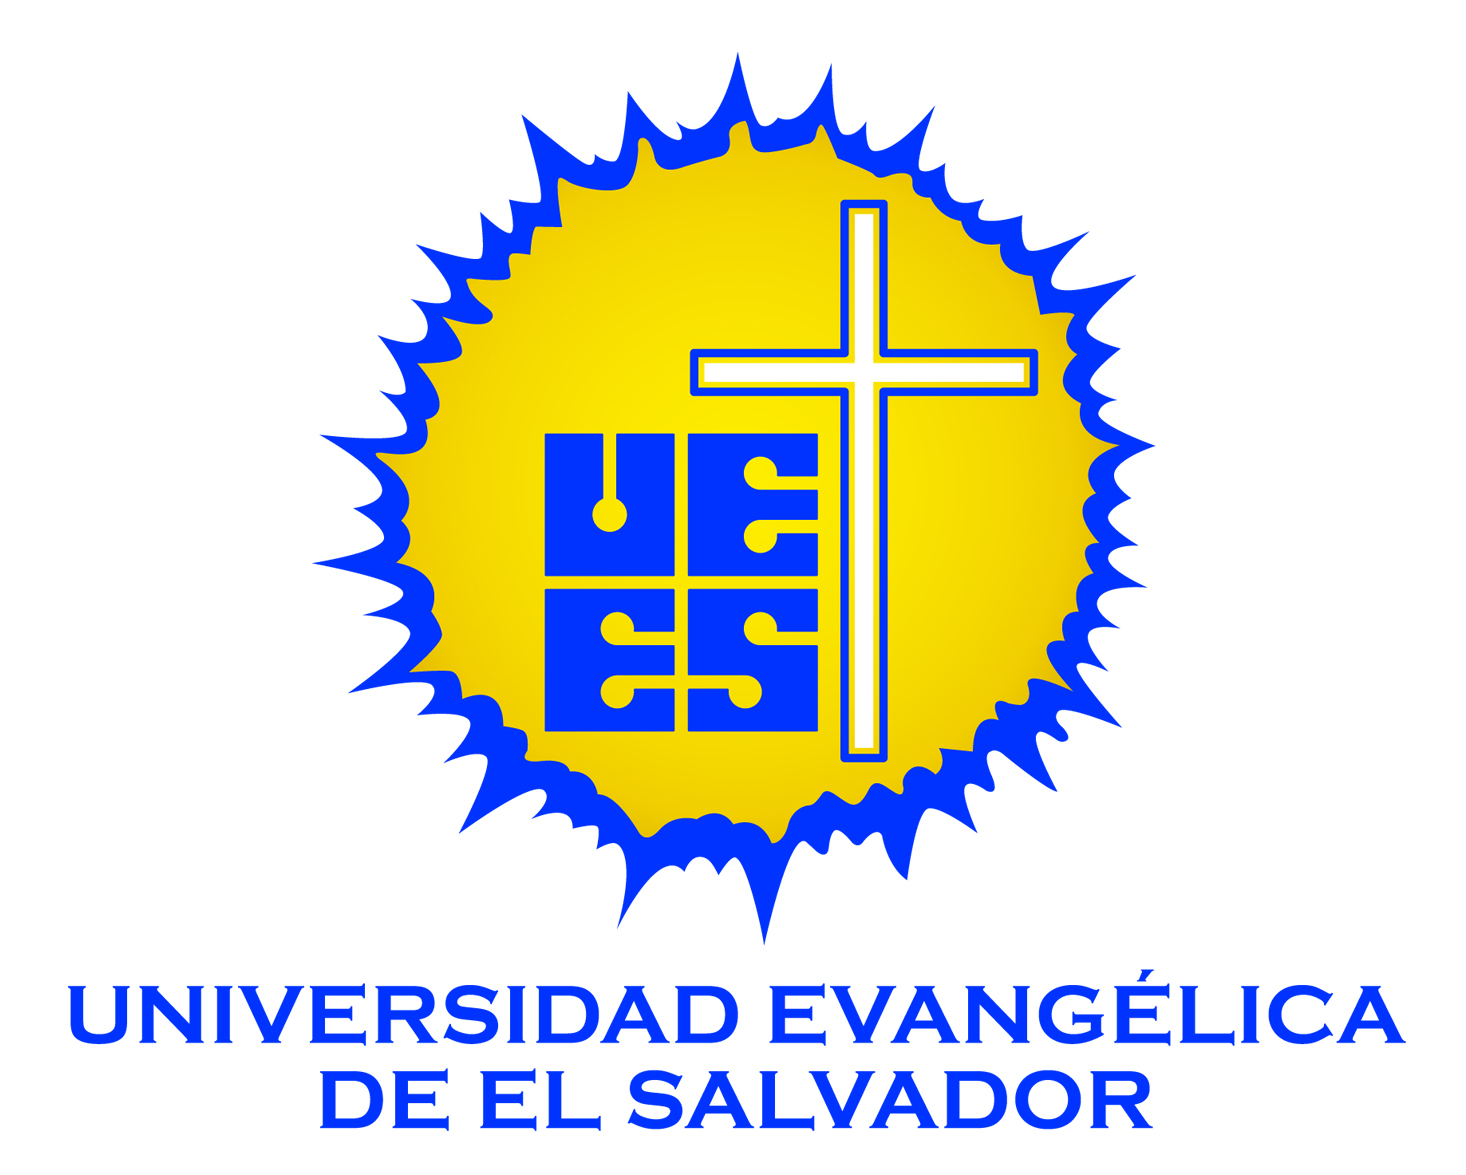 UE
ES
UNIVERSIDAD EVANGÉLICA
DE EL SALVADOR